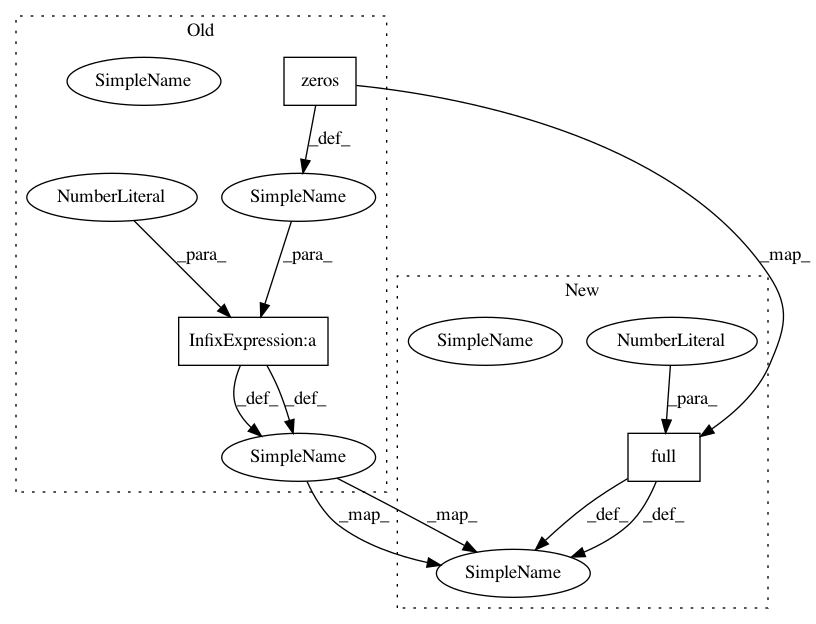 Old
SimpleName
zeros
_def_
NumberLiteral
SimpleName
_para_
_para_
_map_
New
InfixExpression:a
SimpleName
NumberLiteral
_def_
_def_
_para_
SimpleName
full
_map_
_map_
_def_
_def_
SimpleName